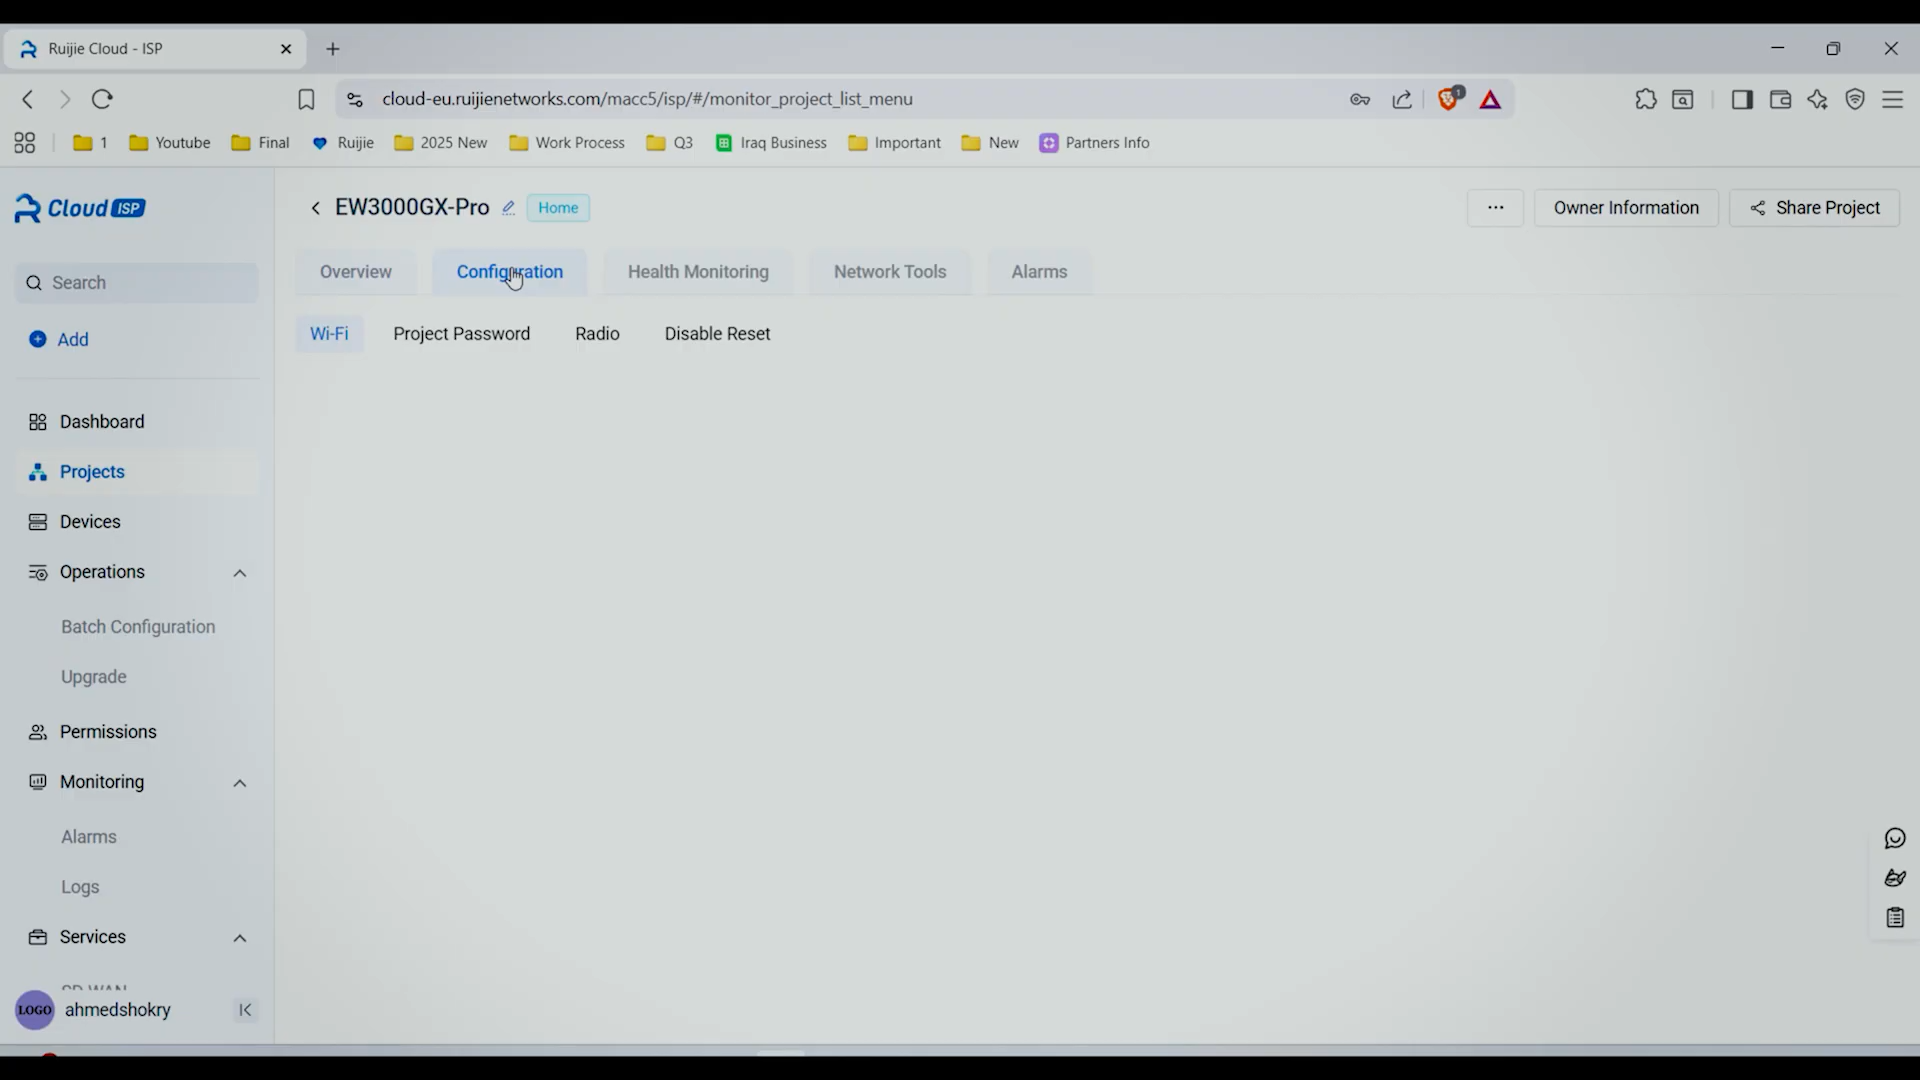 Ruijie Cloud - ISP
cloud-eu.ruijienetworks.com/macc5/isp/#/monitor_project_list_menu
1
1
Youtube
Final
Ruijie
2025 New
Work Process
Q3
Iraq Business
Important
New
Partners Info
Cloud ISP
EW3000GX-Pro
Home
...
Owner Information
Share Project
Search
Overview
Configuration
Health Monitoring
Network Tools
Alarms
Add
Wi-Fi
Project Password
Radio
Disable Reset
Dashboard
Projects
Devices
Operations
Batch Configuration
Upgrade
Permissions
Monitoring
Alarms
Logs
Services
SD-WAN
LOGO
ahmedshokry